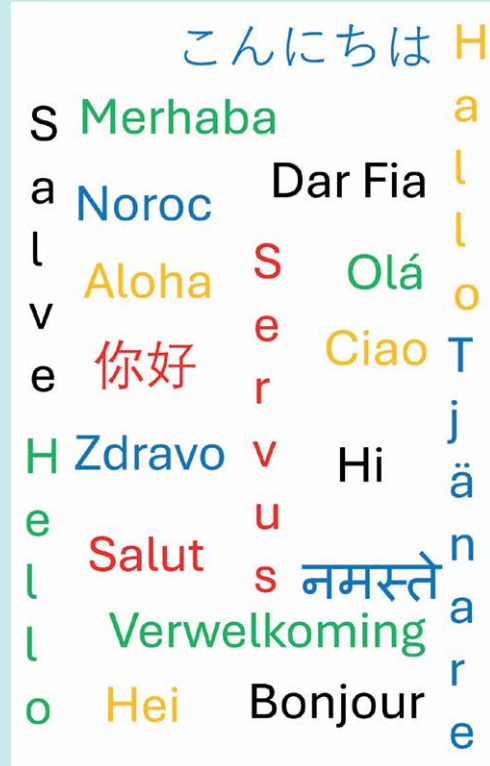 こんにちは
Hallo
Salve
Merhaba
Dar Fia
Noroc
Servus
Olá
Aloha
Ciao
Tjänare
你好
Hello
Zdravo
Hi
Salut
नमस्ते
Verwelkoming
Hei
Bonjour